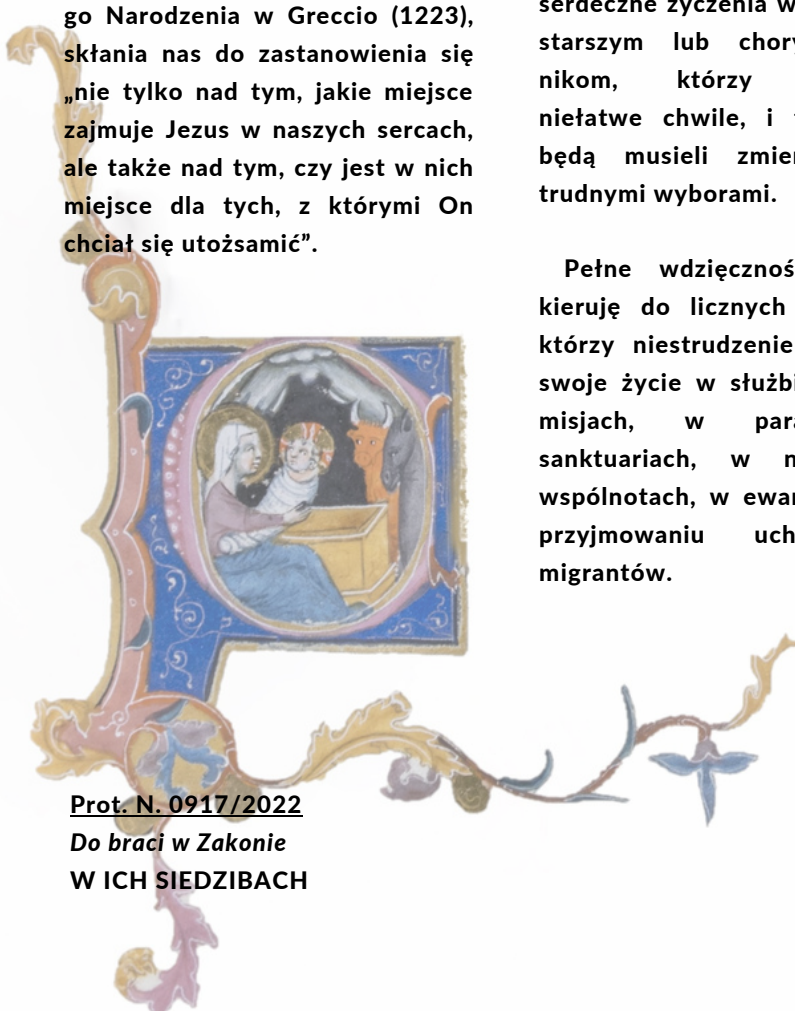 go Narodzenia w Greccio (1223),
skłania nas do zastanowienia się
„nie tylko nad tym, jakie miejsce
zajmuje Jezus w naszych sercach,
ale także nad tym, czy jest w nich
miejsce dla tych, z którymi On
chciał się utożsamić”.
Prot. N. 0917/2022
Do braci w Zakonie
W ICH SIEDZIBACH
serdeczne życzenia w
starszym lub chory
nikom, którzy
niełatwe chwile, i
będą musieli zmier
trudnymi wyborami.
Pełne wdzięcznoś
kieruję do licznych
którzy niestrudzenie
swoje życie w służbi
misjach, w para
sanktuariach, w n
wspólnotach, w ewar
przyjmowaniu uch
migrantów.